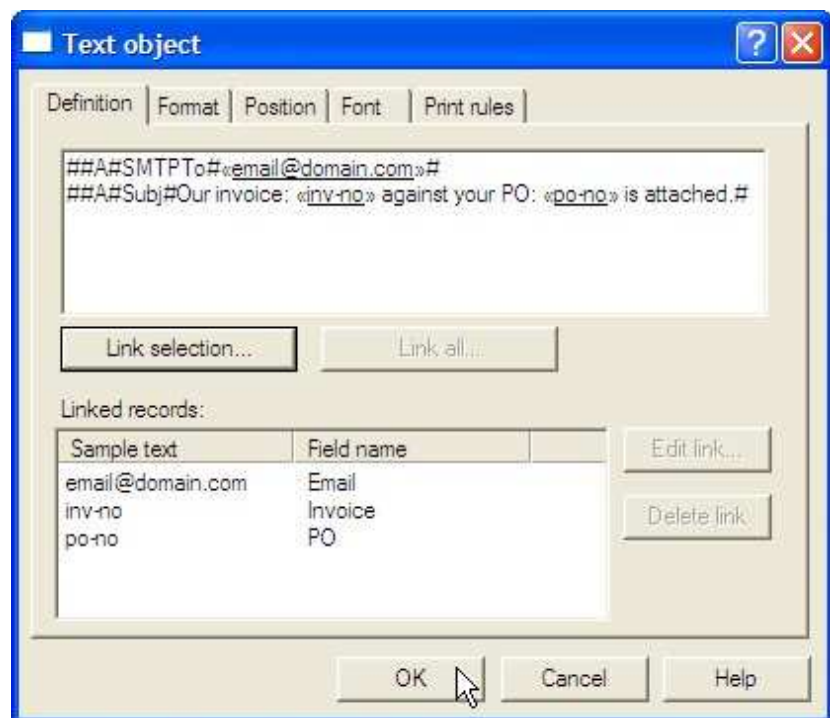 Text object
Definition Format Position Font Print rules
##A#SMTPTo#«email@domain.com»#
##A#Subj#Our invoice: «inv-no» against your PO: «po-no» is attached.#
Link selection... Link all...
Linked records:
Sample text Field name
email@domain.com Email
inv-no Invoice
po-no PO
Edit link...
Delete link
OK Cancel Help